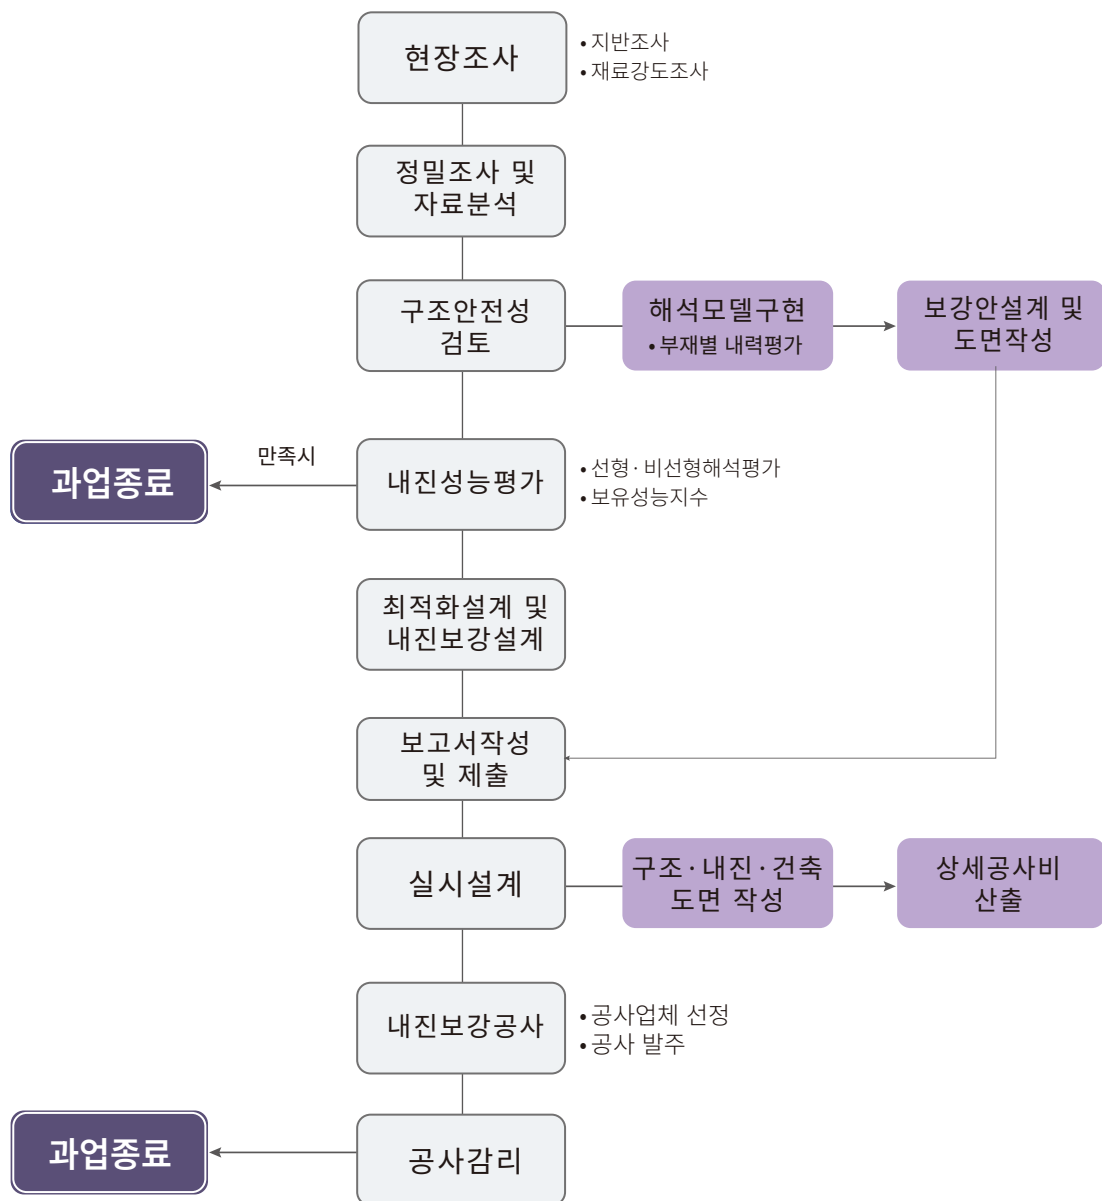 현장조사
• 지반조사
• 재료강도조사
정밀조사 및
자료분석
구조안전성
검토
해석모델구현
• 부재별 내력평가
보강안설계 및
도면작성
과업종료
만족시
내진성능평가
• 선형·비선형해석평가
• 보유성능지수
최적화설계 및
내진보강설계
보고서작성
및 제출
실시설계
구조·내진·건축
도면 작성
상세공사비
산출
내진보강공사
• 공사업체 선정
• 공사 발주
과업종료
공사감리